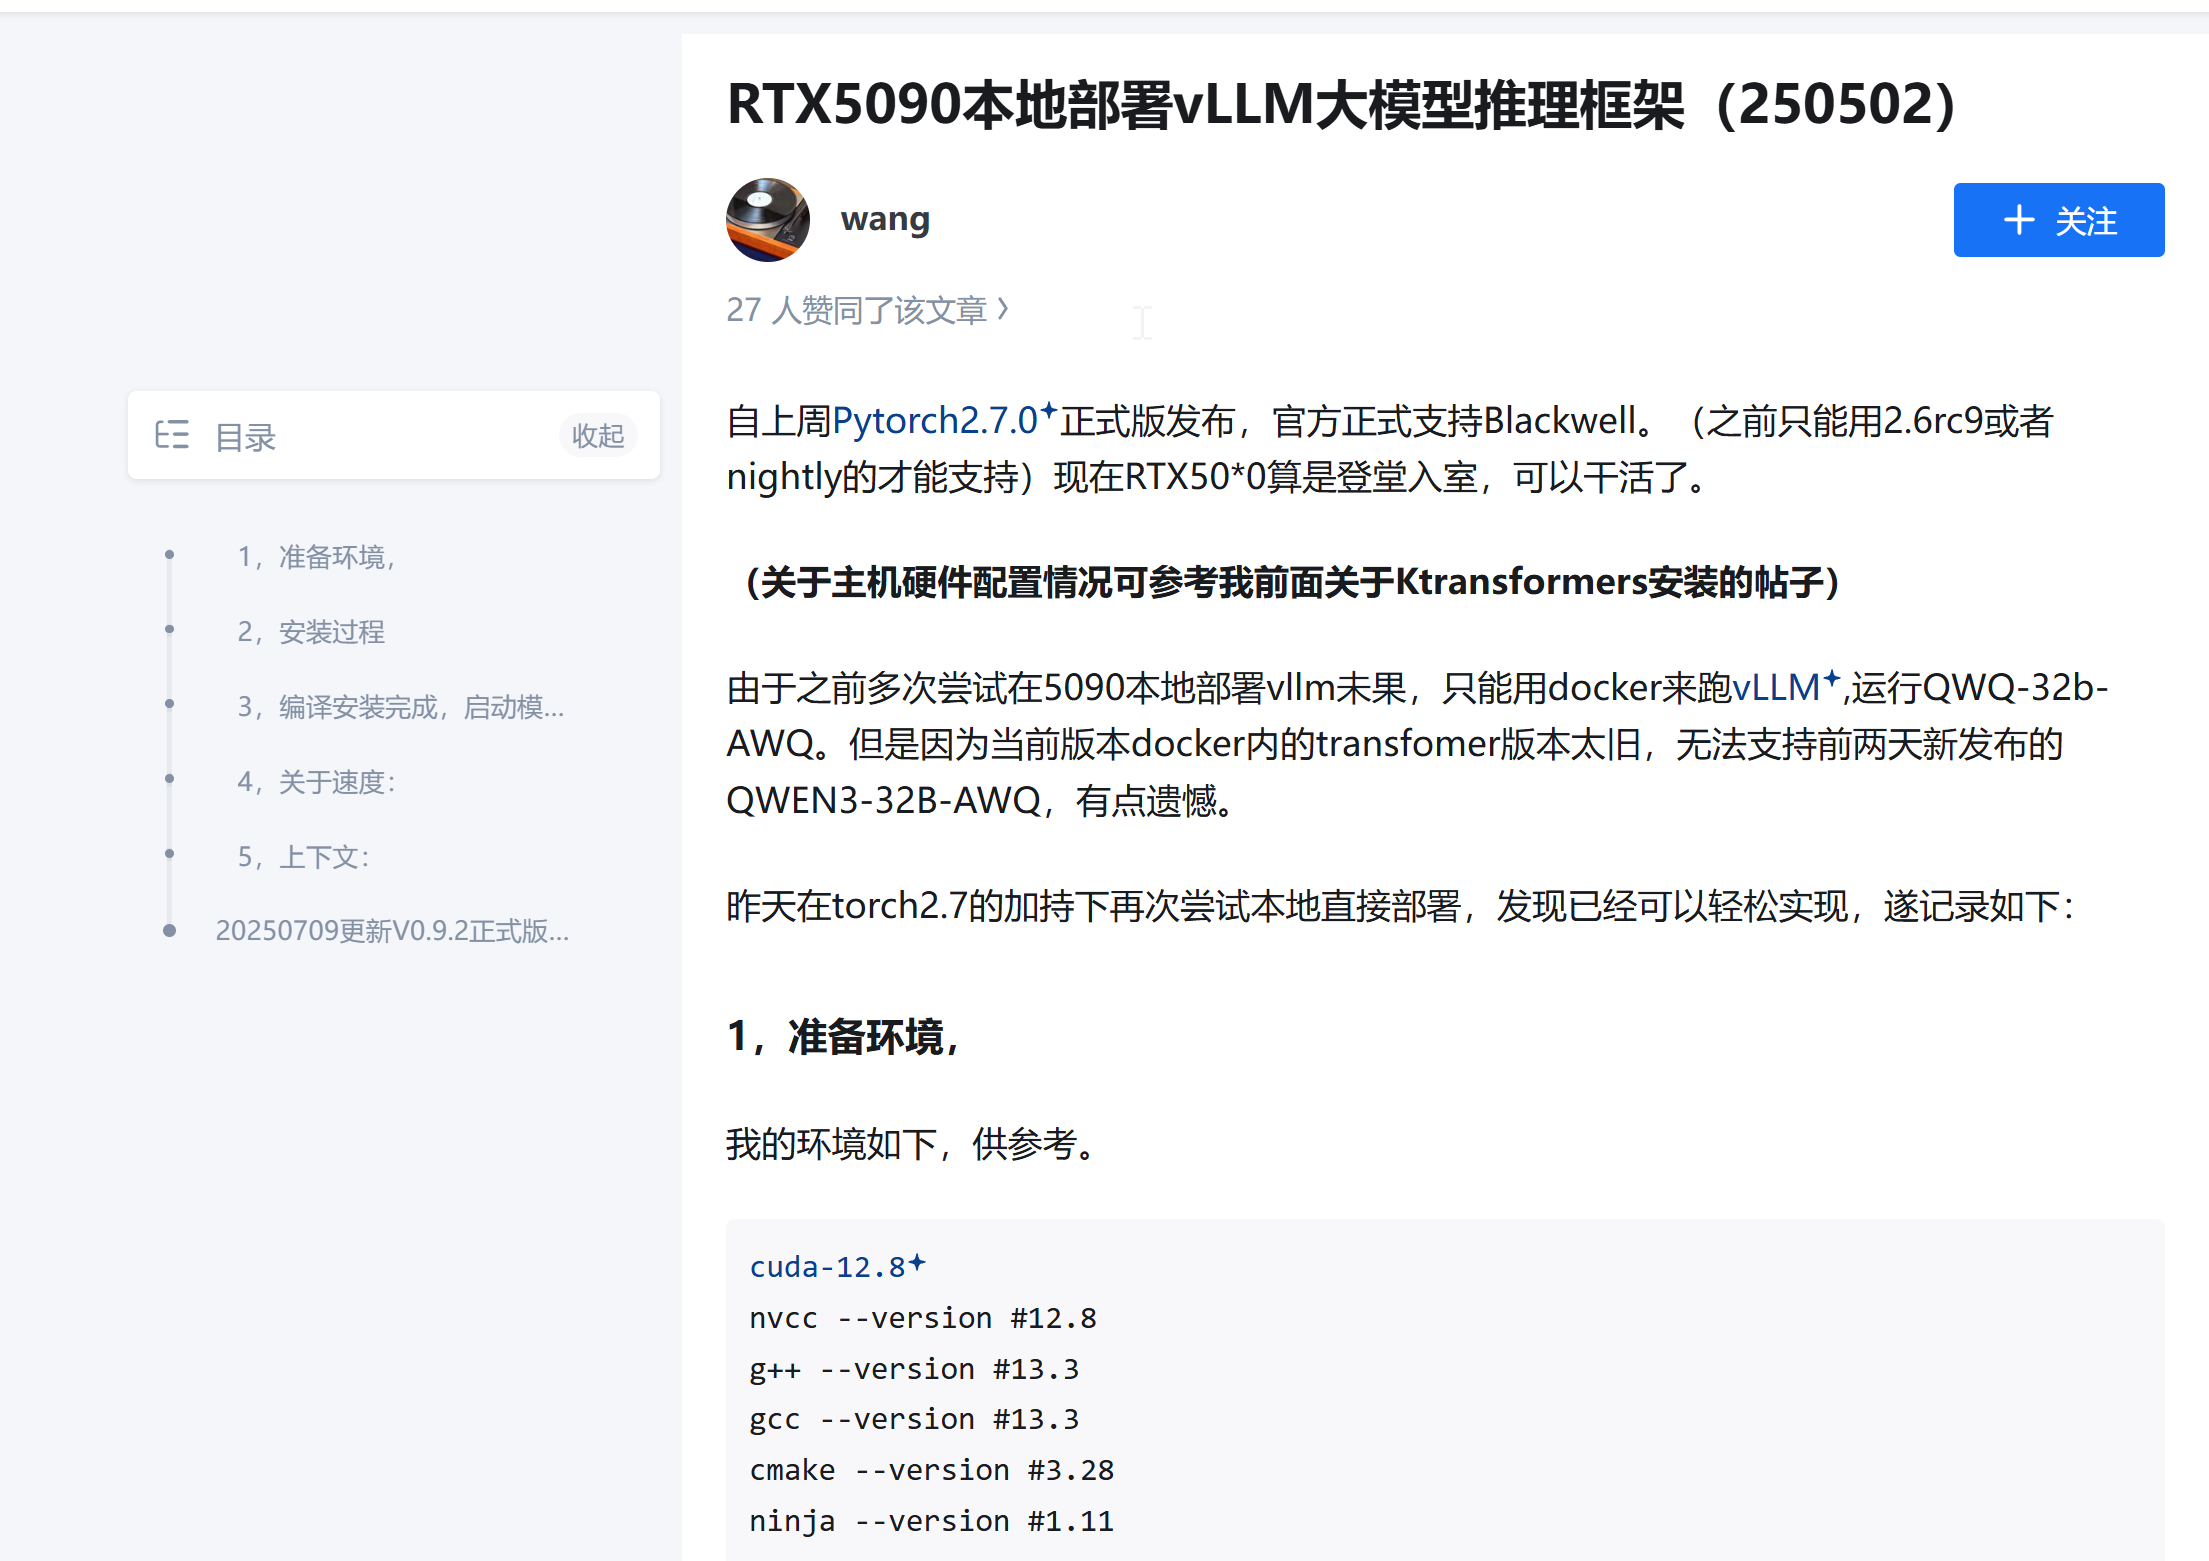 RTX5090本地部署vLLM大模型推理框架（250502）
wang
+ 关注
27 人赞同了该文章 ›
目录
收起
1，准备环境，
2，安装过程
3，编译安装完成，启动模...
4，关于速度：
5，上下文：
20250709更新V0.9.2正式版...
自上周Pytorch2.7.0正式版发布，官方正式支持Blackwell。（之前只能用2.6rc9或者
nightly的才能支持）现在RTX50*0算是登堂入室，可以干活了。
（关于主机硬件配置情况可参考我前面关于Ktransformers安装的帖子）
由于之前多次尝试在5090本地部署vllm未果，只能用docker来跑vLLM,运行QWQ-32b-
AWQ。但是因为当前版本docker内的transfomer版本太旧，无法支持前两天新发布的
QWEN3-32B-AWQ，有点遗憾。
昨天在torch2.7的加持下再次尝试本地直接部署，发现已经可以轻松实现，遂记录如下：
1，准备环境，
我的环境如下，供参考。
cuda-12.8
nvcc --version #12.8
g++ --version #13.3
gcc --version #13.3
cmake --version #3.28
ninja --version #1.11